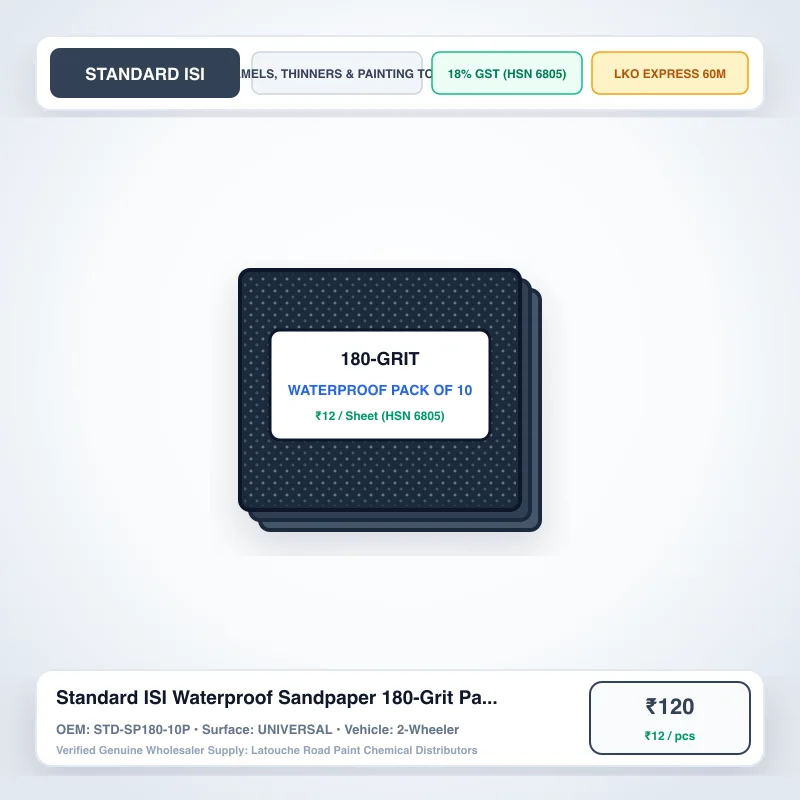 STANDARD ISI
MELS, THINNERS & PAINTING TO
18% GST (HSN 6805)
LKO EXPRESS 60M
180-GRIT
WATERPROOF PACK OF 10
₹12 / Sheet (HSN 6805)
Standard ISI Waterproof Sandpaper 180-Grit Pa...
₹120
OEM: STD-SP180-10P • Surface: UNIVERSAL • Vehicle: 2-Wheeler
₹12 / pcs
Verified Genuine Wholesaler Supply: Latouche Road Paint Chemical Distributors